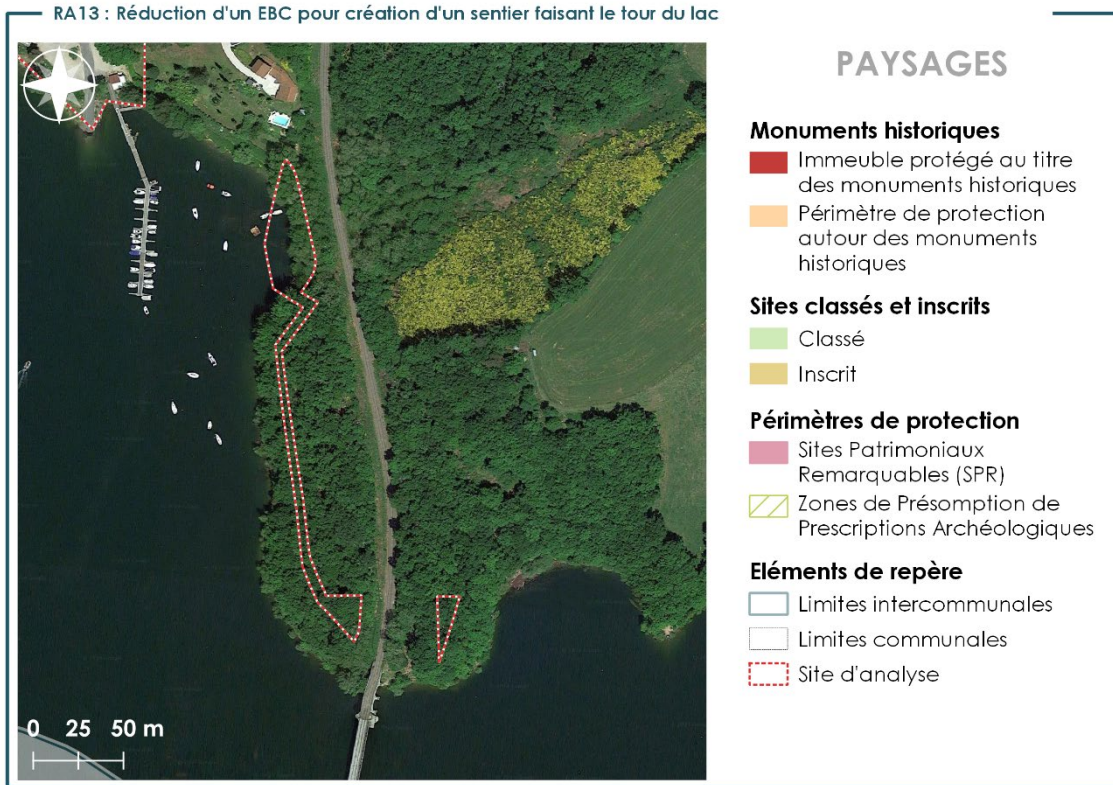 RA13 : Réduction d'un EBC pour création d'un sentier faisant le tour du lac
PAYSAGES
Monuments historiques
Immeuble protégé au titre
des monuments historiques
Périmètre de protection
autour des monuments
historiques
Sites classés et inscrits
Classé
Inscrit
Périmètres de protection
Sites Patrimoniaux
Remarquables (SPR)
Zones de Présomption de
Prescriptions Archéologiques
Eléments de repère
Limites intercommunales
Limites communales
Site d'analyse
0 25 50 m